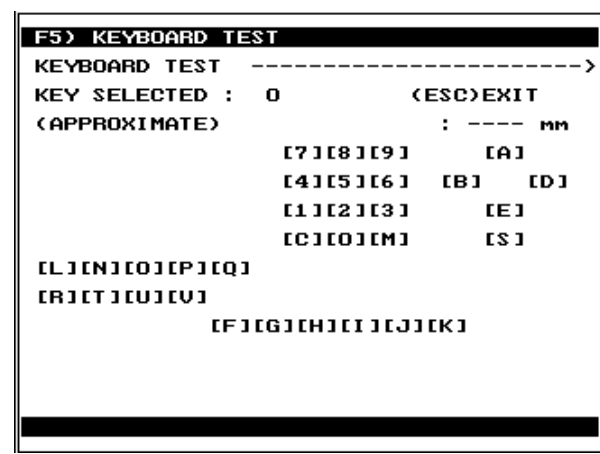 F5) KEYBOARD TEST
KEYBOARD TEST ----------------------->
KEY SELECTED : 0 (ESC)EXIT
(APPROXIMATE) : ---- mm
[7][8][9] [A]
[4][5][6] [B] [D]
[1][2][3] [E]
[C][0][M] [S]
[L][N][O][P][Q]
[R][T][U][V]
[F][G][H][I][J][K]